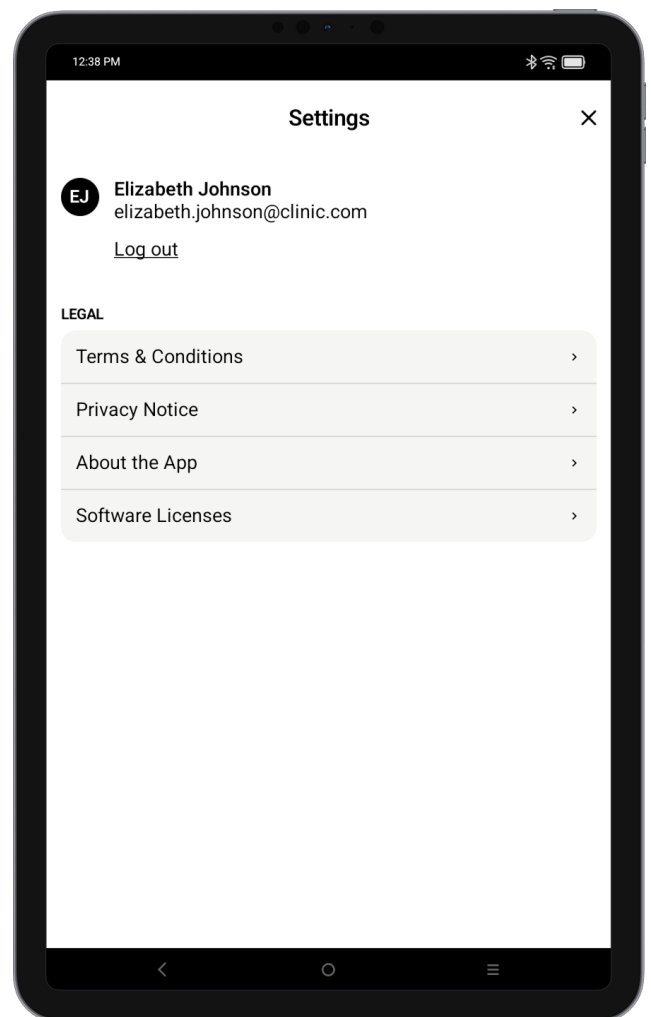 12:38 PM
Settings
EJ
Elizabeth Johnson
elizabeth.johnson@clinic.com
Log out
LEGAL
Terms & Conditions
Privacy Notice
About the App
Software Licenses